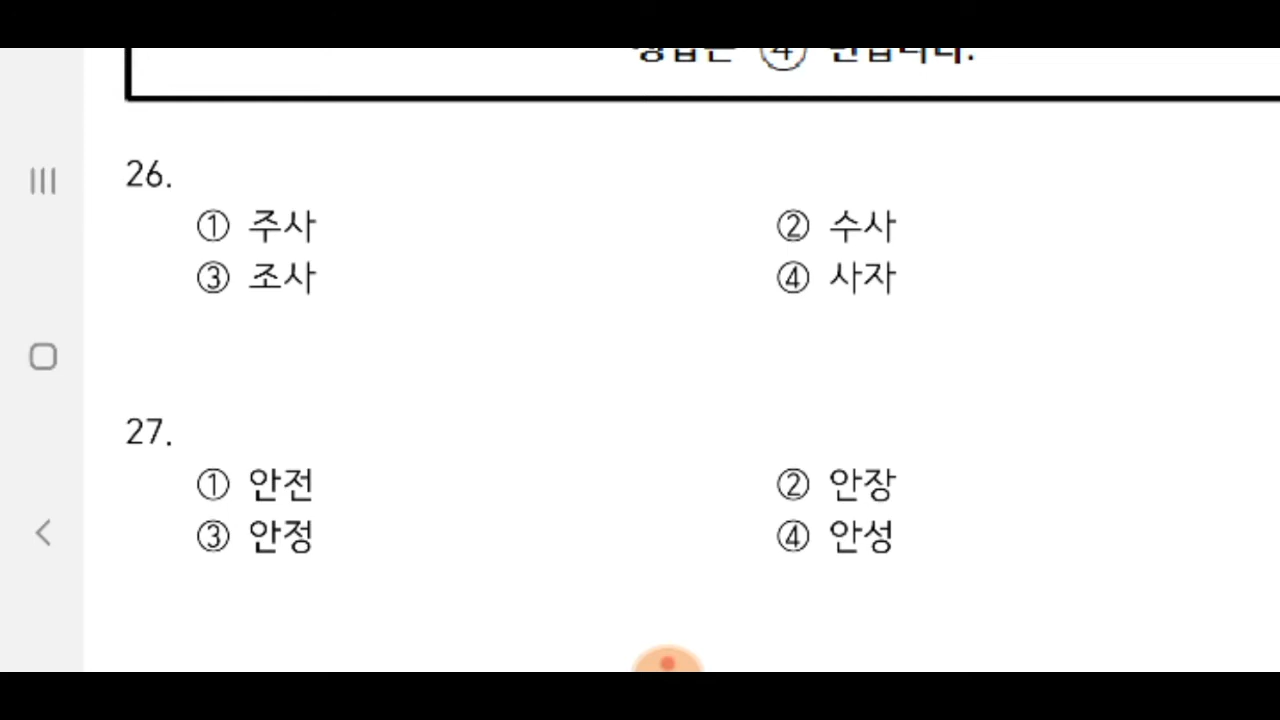 ④
26.
① 주사 ② 수사
③ 조사 ④ 사자
27.
① 안전 ② 안장
③ 안정 ④ 안성